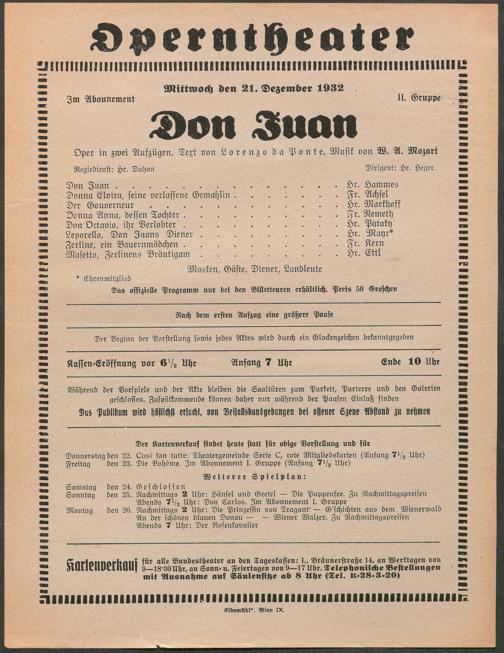 Operntheater
Mittwoch den 21. Dezember 1932
Im Abonnement II. Gruppe
Don Juan
Oper in zwei Aufzügen. Text von Lorenzo da Ponte. Musik von W. A. Mozart
Regiedienst: Hr. Duhan Dirigent: Hr. Heger
Don Juan . . . . . . . . . . Hr. Hammes
Donna Elvira, seine verlassene Gemahlin . . . . . Fr. Achsel
Der Gouverneur . . . . . . . . . . Hr. Markhoff
Donna Anna, dessen Tochter . . . . . . . . Fr. Nemeth
Don Octavio, ihr Verlobter . . . . . . . . Hr. Pataky
Leporello, Don Juans Diener . . . . . . . . Hr. Mayr*
Zerline, ein Bauernmädchen . . . . . . . . Fr. Kern
Masetto, Zerlinens Bräutigam . . . . . . . . Hr. Ettl
Masken, Gäste, Diener, Landleute
* Ehrenmitglied
Das offizielle Programm nur bei den Billetteuren erhältlich. Preis 50 Groschen
Nach dem ersten Aufzug eine größere Pause
Der Beginn der Vorstellung sowie jedes Aktes wird durch ein Glockenzeichen bekanntgegeben
Kassen-Eröffnung vor 6½ Uhr Anfang 7 Uhr Ende 10 Uhr
Während der Vorspiele und der Akte bleiben die Saaltüren zum Parkett, Parterre und den Galerien
geschlossen. Zuspätkommende können daher nur während der Pausen Einlaß finden
Das Publikum wird höflichst ersucht, von Beifallskundgebungen bei offener Szene Abstand zu nehmen
Der Kartenverkauf findet heute statt für obige Vorstellung und für
Donnerstag den 22. Cosi fan tutte. Theatergemeinde Serie C, rote Mitgliedskarten (Anfang 7½ Uhr)
Freitag den 23. Die Bohème. Im Abonnement I. Gruppe (Anfang 7½ Uhr)
Weiterer Spielplan:
Samstag den 24. Geschlossen
Sonntag den 25. Nachmittags 2 Uhr: Hänsel und Gretel — Die Puppenfee. Zu Nachmittagspreisen
Abends 7½ Uhr: Don Carlos. Im Abonnement I. Gruppe
Montag den 26. Nachmittags 2 Uhr: Die Prinzessin von Tragant — G'schichten aus dem Wienerwald
An der schönen blauen Donau — — Wiener Walzer. Zu Nachmittagspreisen
Abends 7 Uhr: Der Rosenkavalier
Kartenverkauf für alle Bundestheater an den Tageskassen: I., Bräunerstraße 14, an Werktagen von
9—18·30 Uhr, an Sonn- u. Feiertagen von 9—17 Uhr. Telephonische Bestellungen
mit Ausnahme auf Säulensitze ab 8 Uhr (Tel. R-28-3-20)
„Elbemühl“, Wien IX.